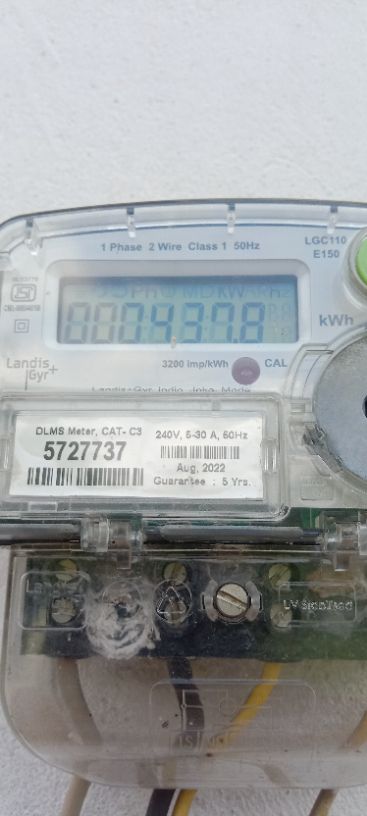 1 Phase 2 Wire Class 1 50Hz
LGC110
E150
000437.8
kWh
Landis
Gyr+
3200 imp/kWh
CAL
DLMS Meter, CAT- C3
5727737
240V, 5-30 A, 50Hz
Aug, 2022
Guarantee : 5 Yrs.